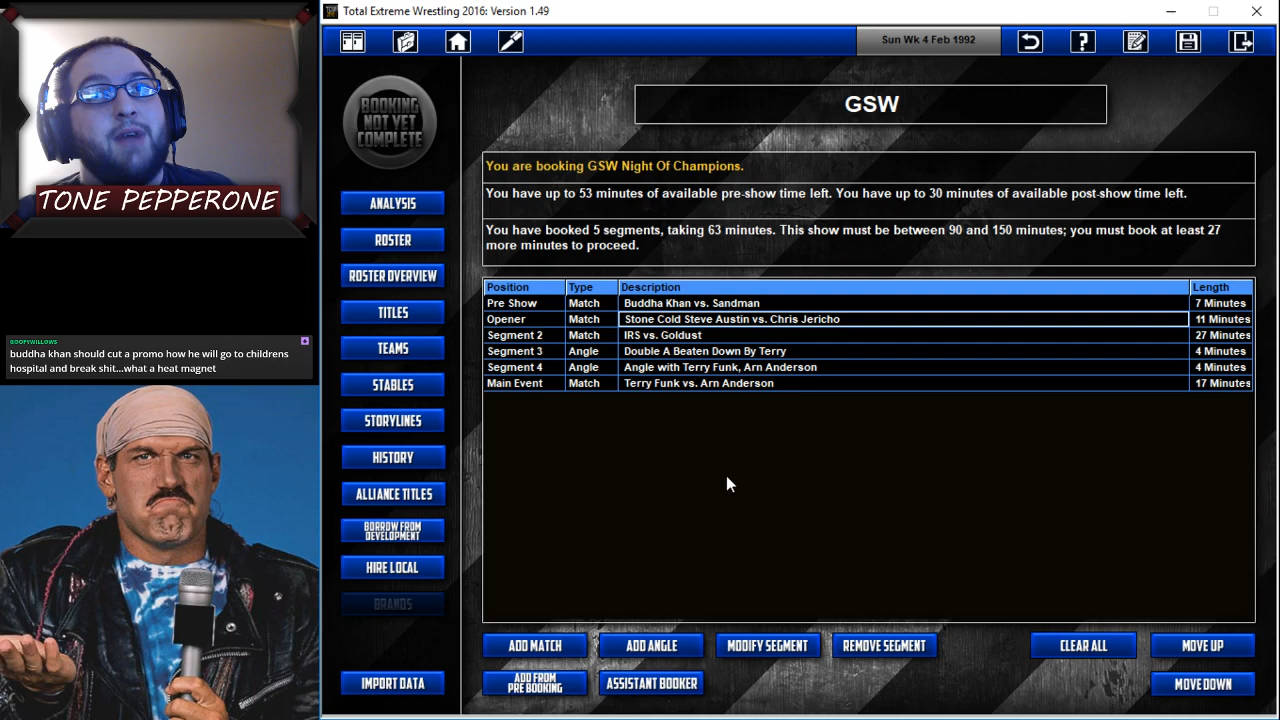 Total Extreme Wrestling 2016: Version 1.49
Sun Wk 4 Feb 1992
BOOKING
NOT YET
COMPLETE
GSW
You are booking GSW Night Of Champions.
You have up to 53 minutes of available pre-show time left. You have up to 30 minutes of available post-show time left.
You have booked 5 segments, taking 63 minutes. This show must be between 90 and 150 minutes; you must book at least 27
more minutes to proceed.
TONE PEPPERONE
ANALYSIS
ROSTER
ROSTER OVERVIEW
TITLES
TEAMS
STABLES
STORYLINES
HISTORY
ALLIANCE TITLES
BORROW FROM
DEVELOPMENT
HIRE LOCAL
BRANDS
IMPORT DATA
Position Type Description Length
Pre Show Match Buddha Khan vs. Sandman 7 Minutes
Opener Match Stone Cold Steve Austin vs. Chris Jericho 11 Minutes
Segment 2 Match IRS vs. Goldust 27 Minutes
Segment 3 Angle Double A Beaten Down By Terry 4 Minutes
Segment 4 Angle Angle with Terry Funk, Arn Anderson 4 Minutes
Main Event Match Terry Funk vs. Arn Anderson 17 Minutes
GOOFYWILLOWS
buddha khan should cut a promo how he will go to childrens
hospital and break shit...what a heat magnet
ADD MATCH
ADD ANGLE
MODIFY SEGMENT
REMOVE SEGMENT
CLEAR ALL
MOVE UP
ADD FROM
PRE BOOKING
ASSISTANT BOOKER
MOVE DOWN